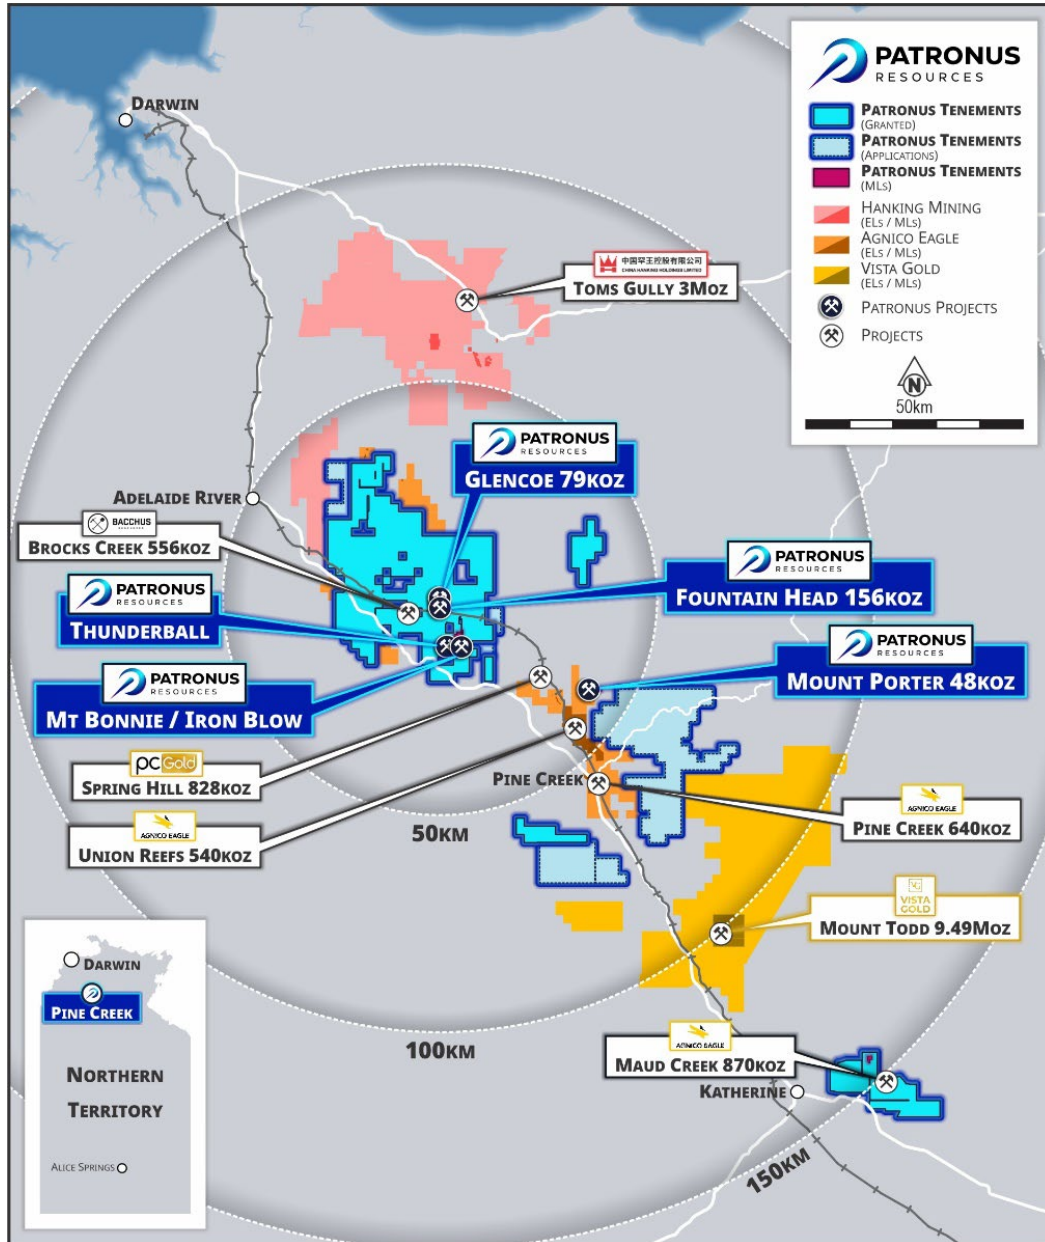 DARWIN
PATRONUS
RESOURCES
PATRONUS TENEMENTS
(GRANTED)
PATRONUS TENEMENTS
(APPLICATIONS)
PATRONUS TENEMENTS
(MLS)
HANKING MINING
(ELS / MLS)
AGNICO EAGLE
(ELS / MLS)
VISTA GOLD
(ELS / MLS)
PATRONUS PROJECTS
PROJECTS
N
50km
中国罕王控股有限公司
CHINA HANKING HOLDINGS LIMITED
TOMS GULLY 3MOZ
PATRONUS
RESOURCES
GLENCOE 79KOZ
ADELAIDE RIVER
BACCHUS
RESOURCES
BROCKS CREEK 556KOZ
PATRONUS
RESOURCES
FOUNTAIN HEAD 156KOZ
PATRONUS
RESOURCES
THUNDERBALL
PATRONUS
RESOURCES
MOUNT PORTER 48KOZ
PATRONUS
RESOURCES
MT BONNIE / IRON BLOW
pcGold
SPRING HILL 828KOZ
PINE CREEK
AGNICO EAGLE
UNION REEFS 540KOZ
50KM
AGNICO EAGLE
PINE CREEK 640KOZ
VG
VISTA
GOLD
MOUNT TODD 9.49MOZ
100KM
AGNICO EAGLE
MAUD CREEK 870KOZ
KATHERINE
150KM
DARWIN
PINE CREEK
NORTHERN
TERRITORY
ALICE SPRINGS